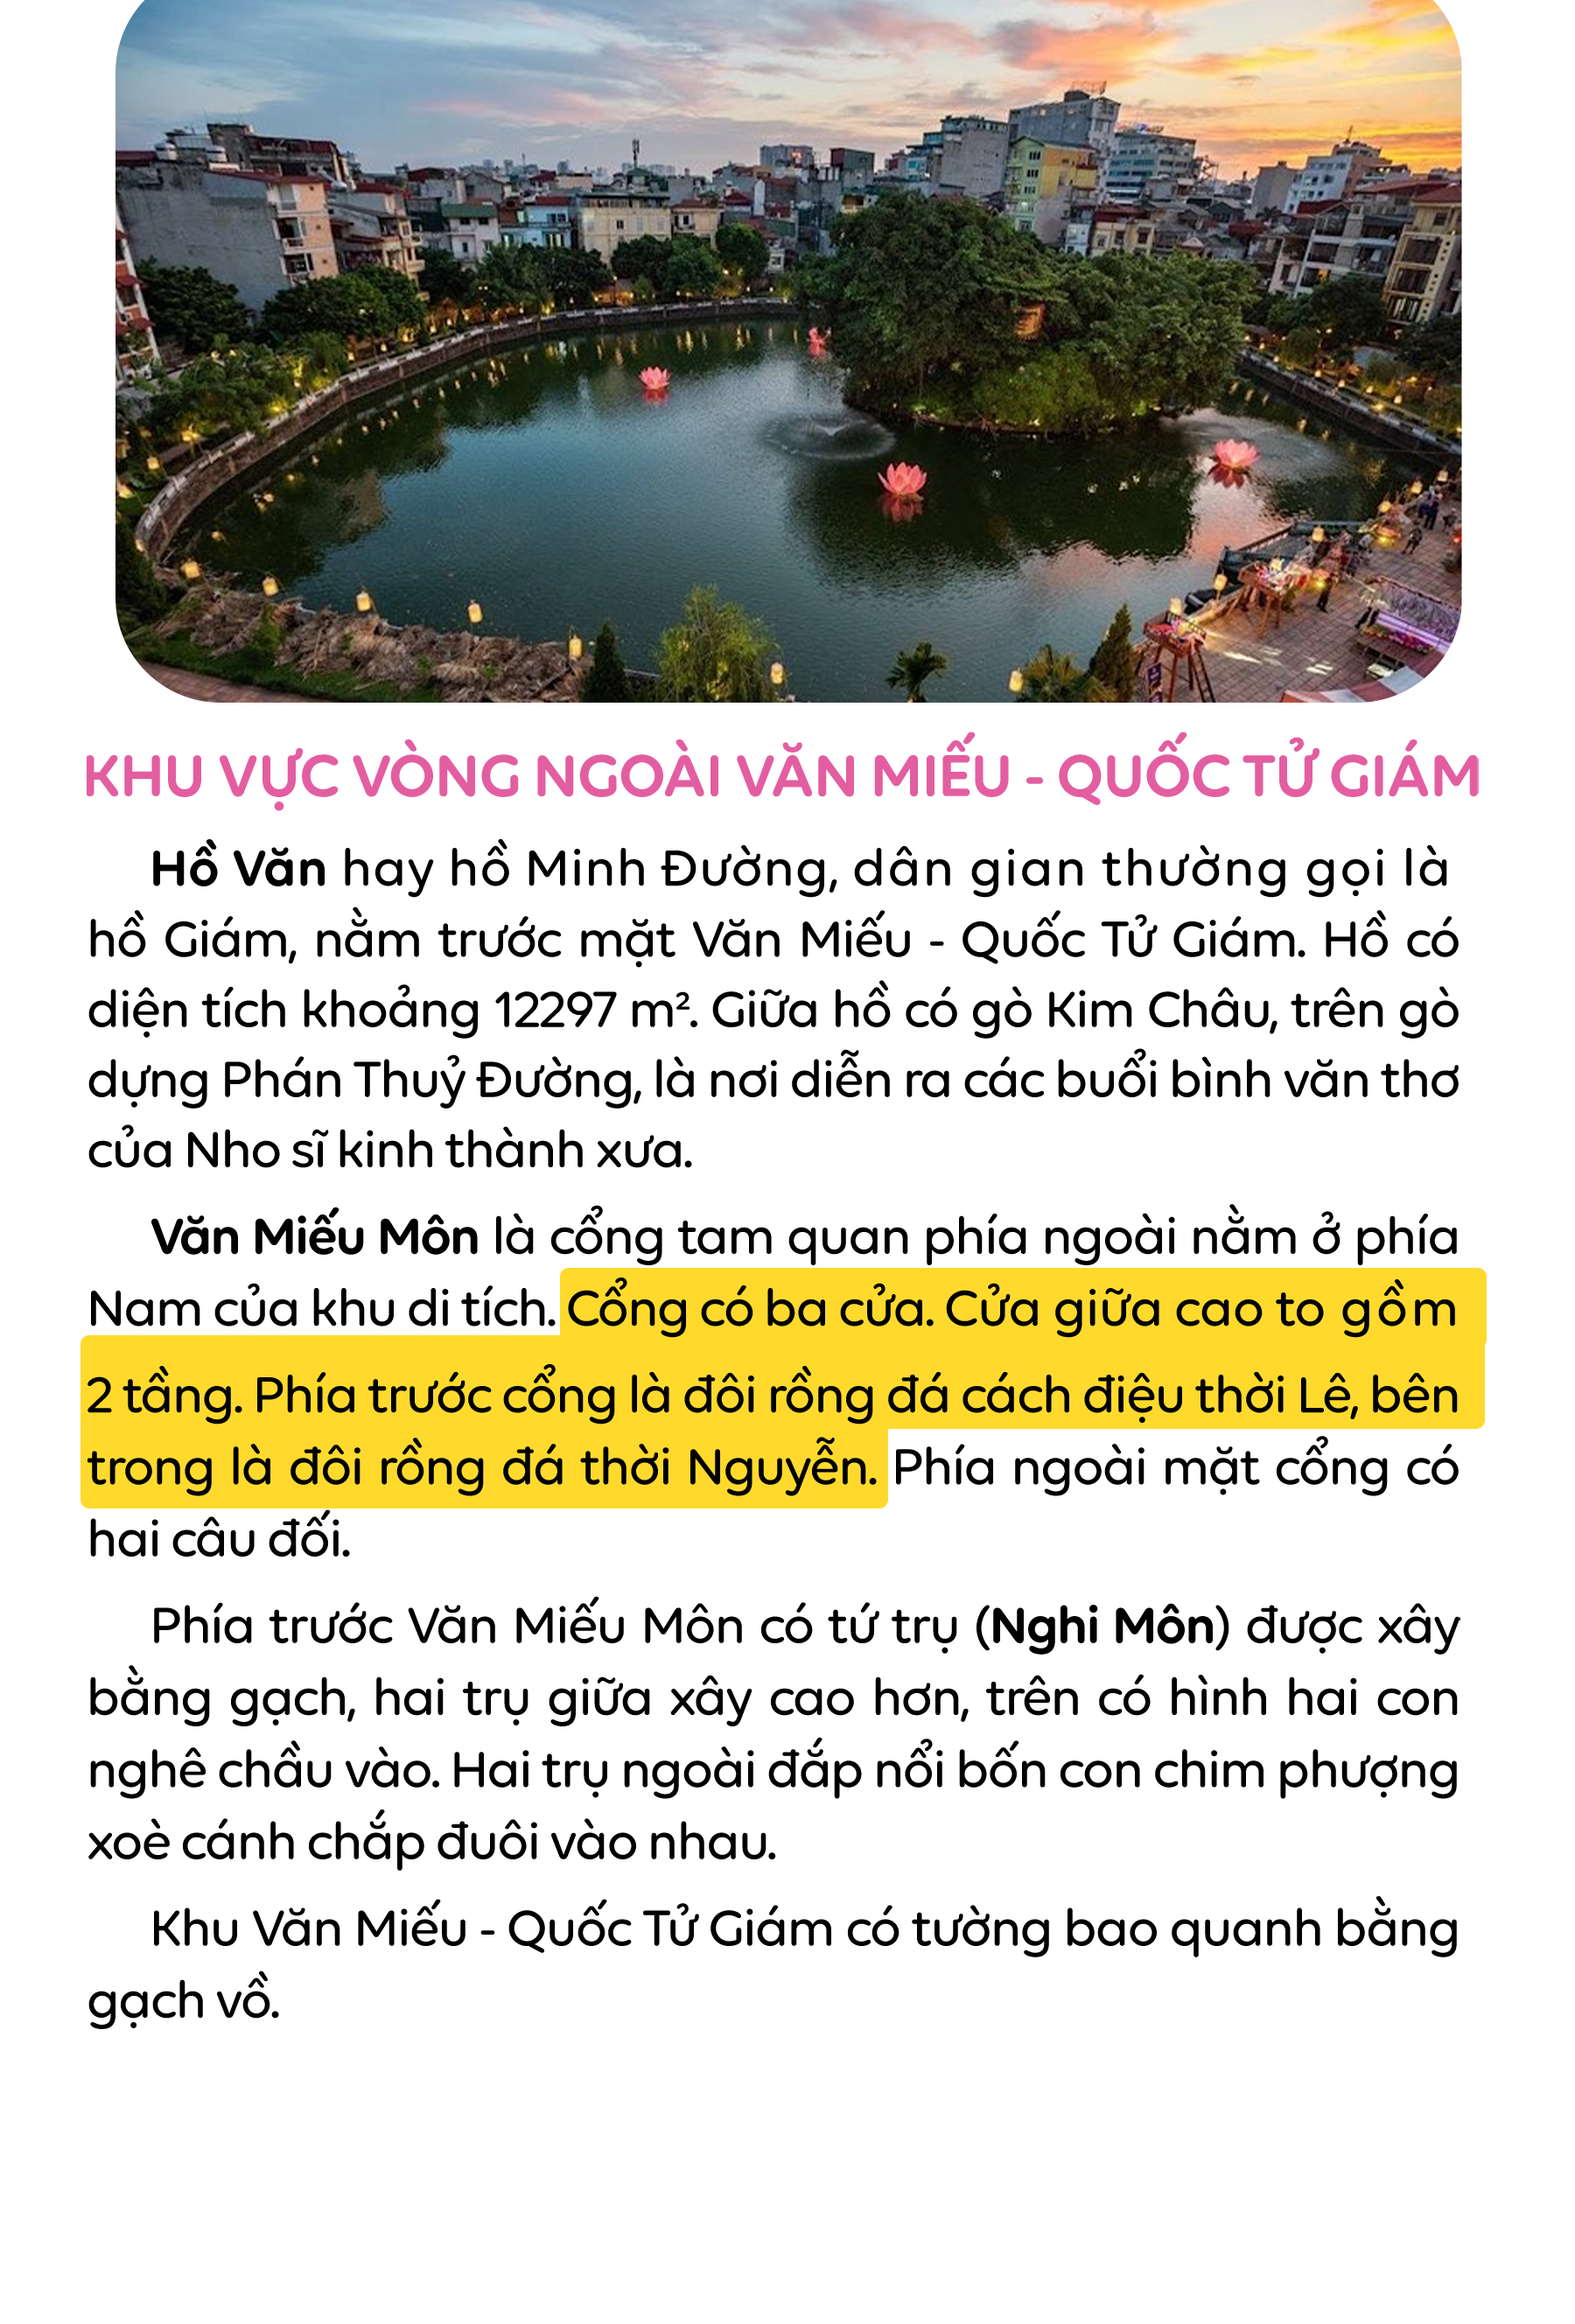 KHU VỰC VÒNG NGOÀI VĂN MIẾU - QUỐC TỬ GIÁM
Hồ Văn hay hồ Minh Đường, dân gian thường gọi là
hồ Giám, nằm trước mặt Văn Miếu - Quốc Tử Giám. Hồ có
diện tích khoảng 12297 m². Giữa hồ có gò Kim Châu, trên gò
dựng Phán Thuỷ Đường, là nơi diễn ra các buổi bình văn thơ
của Nho sĩ kinh thành xưa.
Văn Miếu Môn là cổng tam quan phía ngoài nằm ở phía
Nam của khu di tích. Cổng có ba cửa. Cửa giữa cao to gồm
2 tầng. Phía trước cổng là đôi rồng đá cách điệu thời Lê, bên
trong là đôi rồng đá thời Nguyễn. Phía ngoài mặt cổng có
hai câu đối.
Phía trước Văn Miếu Môn có tứ trụ (Nghi Môn) được xây
bằng gạch, hai trụ giữa xây cao hơn, trên có hình hai con
nghê chầu vào. Hai trụ ngoài đắp nổi bốn con chim phượng
xoè cánh chắp đuôi vào nhau.
Khu Văn Miếu - Quốc Tử Giám có tường bao quanh bằng
gạch vồ.